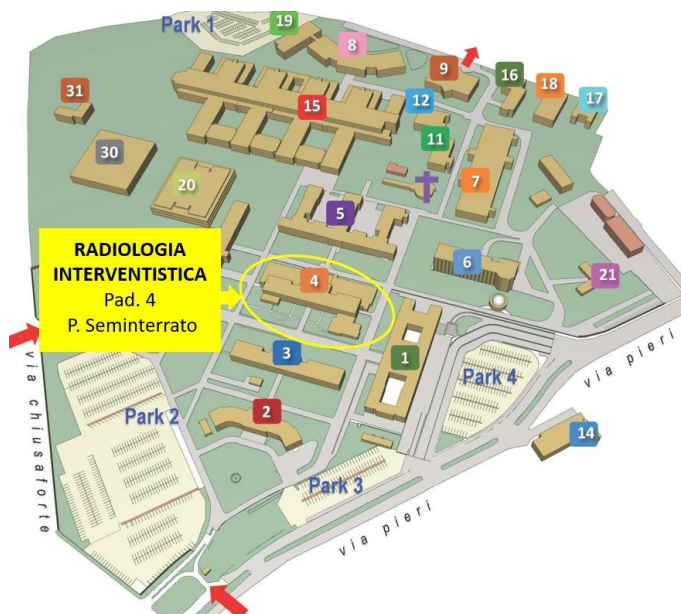 Park 1
19
8
9
16
18
17
31
15
12
11
30
20
7
5
6
21
RADIOLOGIA
INTERVENTISTICA
Pad. 4
P. Seminterrato
4
3
1
Park 4
via pieri
via chiusaforte
Park 2
2
14
Park 3
via pieri